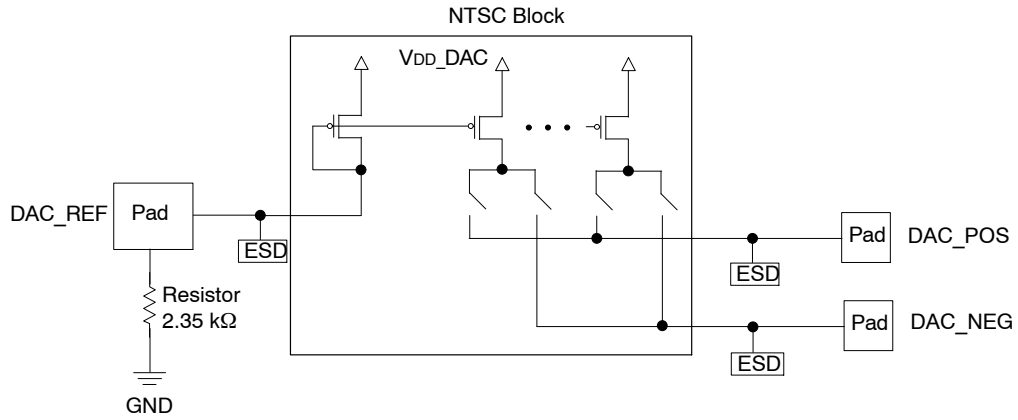 NTSC Block
VDD_DAC
DAC_REF
Pad
ESD
Resistor
2.35 kΩ
GND
Pad
DAC_POS
ESD
Pad
DAC_NEG
ESD